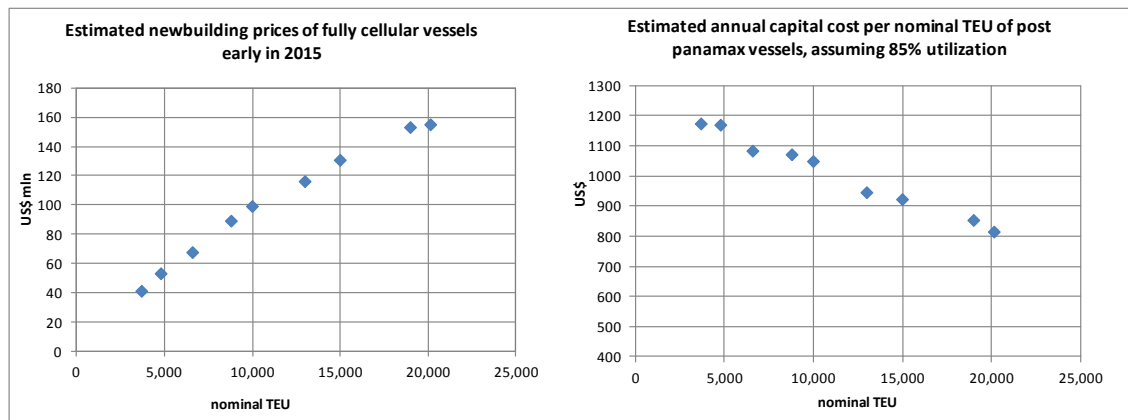 Estimated newbuilding prices of fully cellular vessels
early in 2015
180
160
140
120
100
80
60
40
20
0
US$ mln
0 5,000 10,000 15,000 20,000 25,000
nominal TEU
Estimated annual capital cost per nominal TEU of post
panamax vessels, assuming 85% utilization
1300
1200
1100
1000
900
800
700
600
500
400
US$
0 5,000 10,000 15,000 20,000 25,000
nominal TEU